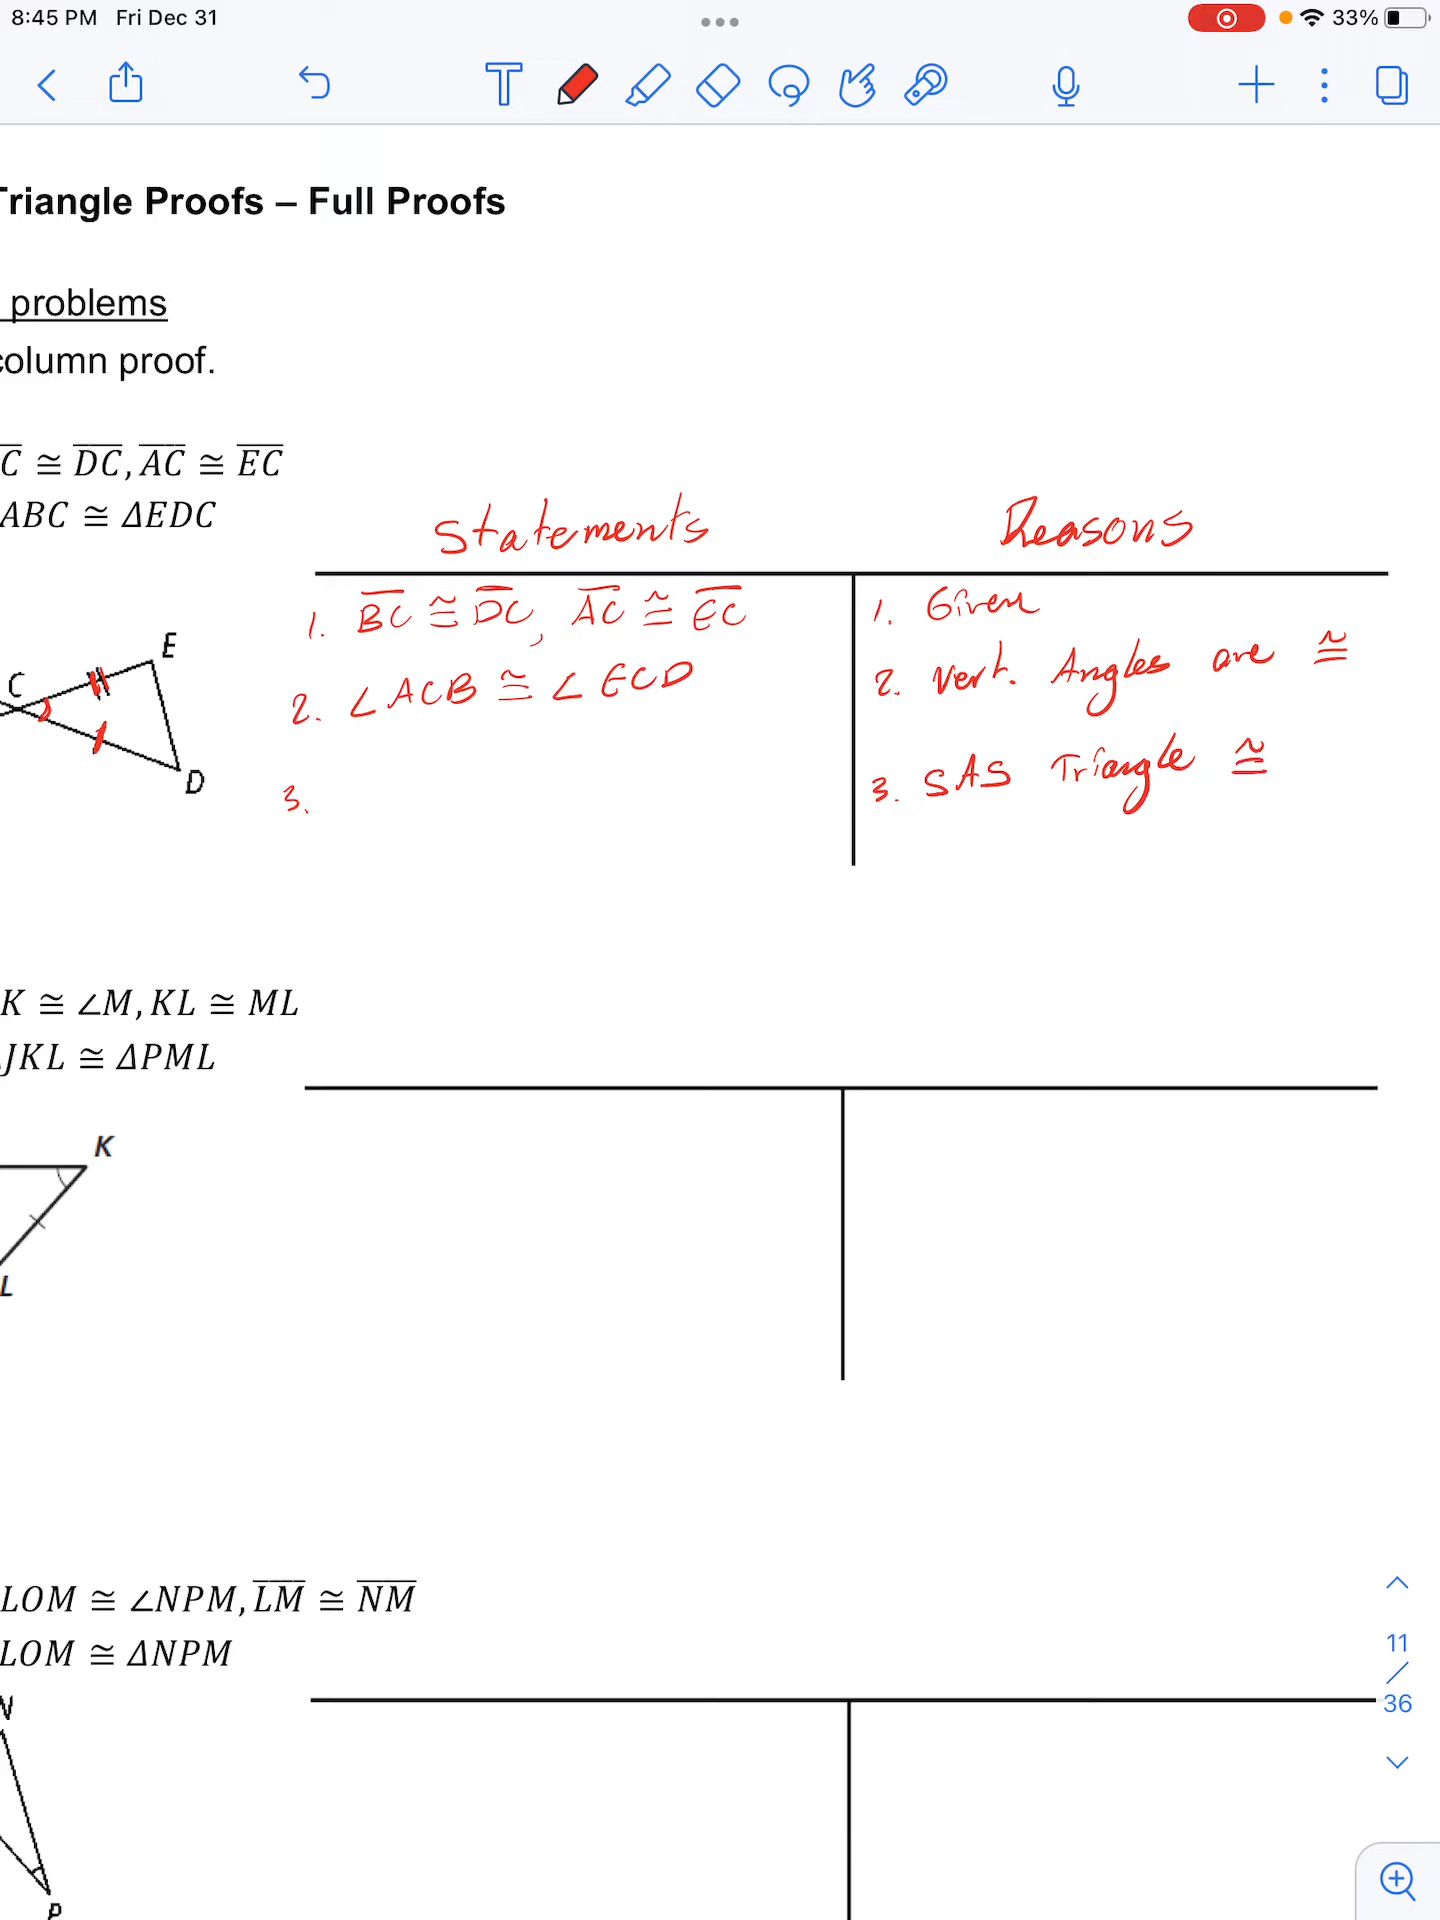 8:45 PM Fri Dec 31 33%
Triangle Proofs – Full Proofs
problems
column proof.
C ≅ DC, AC ≅ EC
ABC ≅ ΔEDC
Statements Reasons
1. BC ≅ DC, AC ≅ EC 1. Given
2. ∠ACB ≅ ∠ECD 2. Vert. Angles are ≅
3. 3. SAS Triangle ≅
E
C
D
K ≅ ∠M, KL ≅ ML
JKL ≅ ΔPML
K
L
LOM ≅ ∠NPM, LM ≅ NM
LOM ≅ ΔNPM
N
P
11
/
36